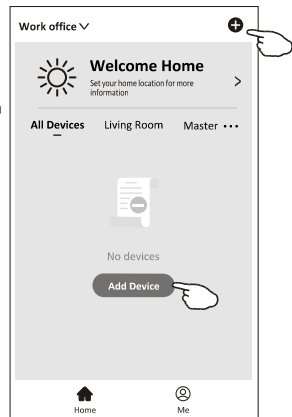 Work office
Welcome Home
Set your home location for more
information
All Devices Living Room Master ...
No devices
Add Device
Home Me